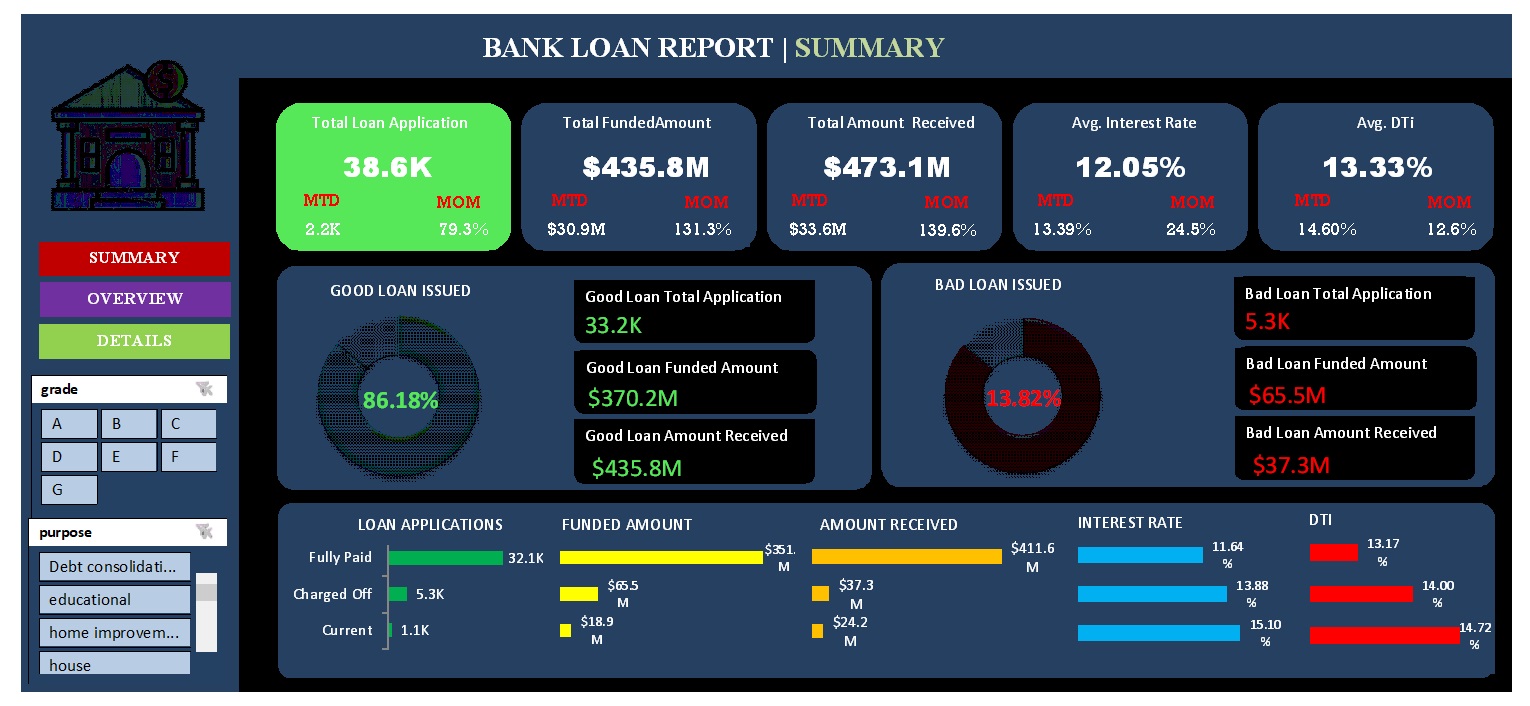 BANK LOAN REPORT | SUMMARY
Total Loan Application
38.6K
MTD MOM
2.2K 79.3%
Total FundedAmount
$435.8M
MTD MOM
$30.9M 131.3%
Total Amount Received
$473.1M
MTD MOM
$33.6M 139.6%
Avg. Interest Rate
12.05%
MTD MOM
13.39% 24.5%
Avg. DTi
13.33%
MTD MOM
14.60% 12.6%
SUMMARY
OVERVIEW
DETAILS
grade
A B C
D E F
G
purpose
Debt consolidati...
educational
home improvem...
house
GOOD LOAN ISSUED
86.18%
Good Loan Total Application
33.2K
Good Loan Funded Amount
$370.2M
Good Loan Amount Received
$435.8M
BAD LOAN ISSUED
13.82%
Bad Loan Total Application
5.3K
Bad Loan Funded Amount
$65.5M
Bad Loan Amount Received
$37.3M
LOAN APPLICATIONS
Fully Paid 32.1K
Charged Off 5.3K
Current 1.1K
FUNDED AMOUNT
$351.
M
$65.5
M
$18.9
M
AMOUNT RECEIVED
$411.6
M
$37.3
M
$24.2
M
INTEREST RATE
11.64
%
13.88
%
15.10
%
DTI
13.17
%
14.00
%
14.72
%